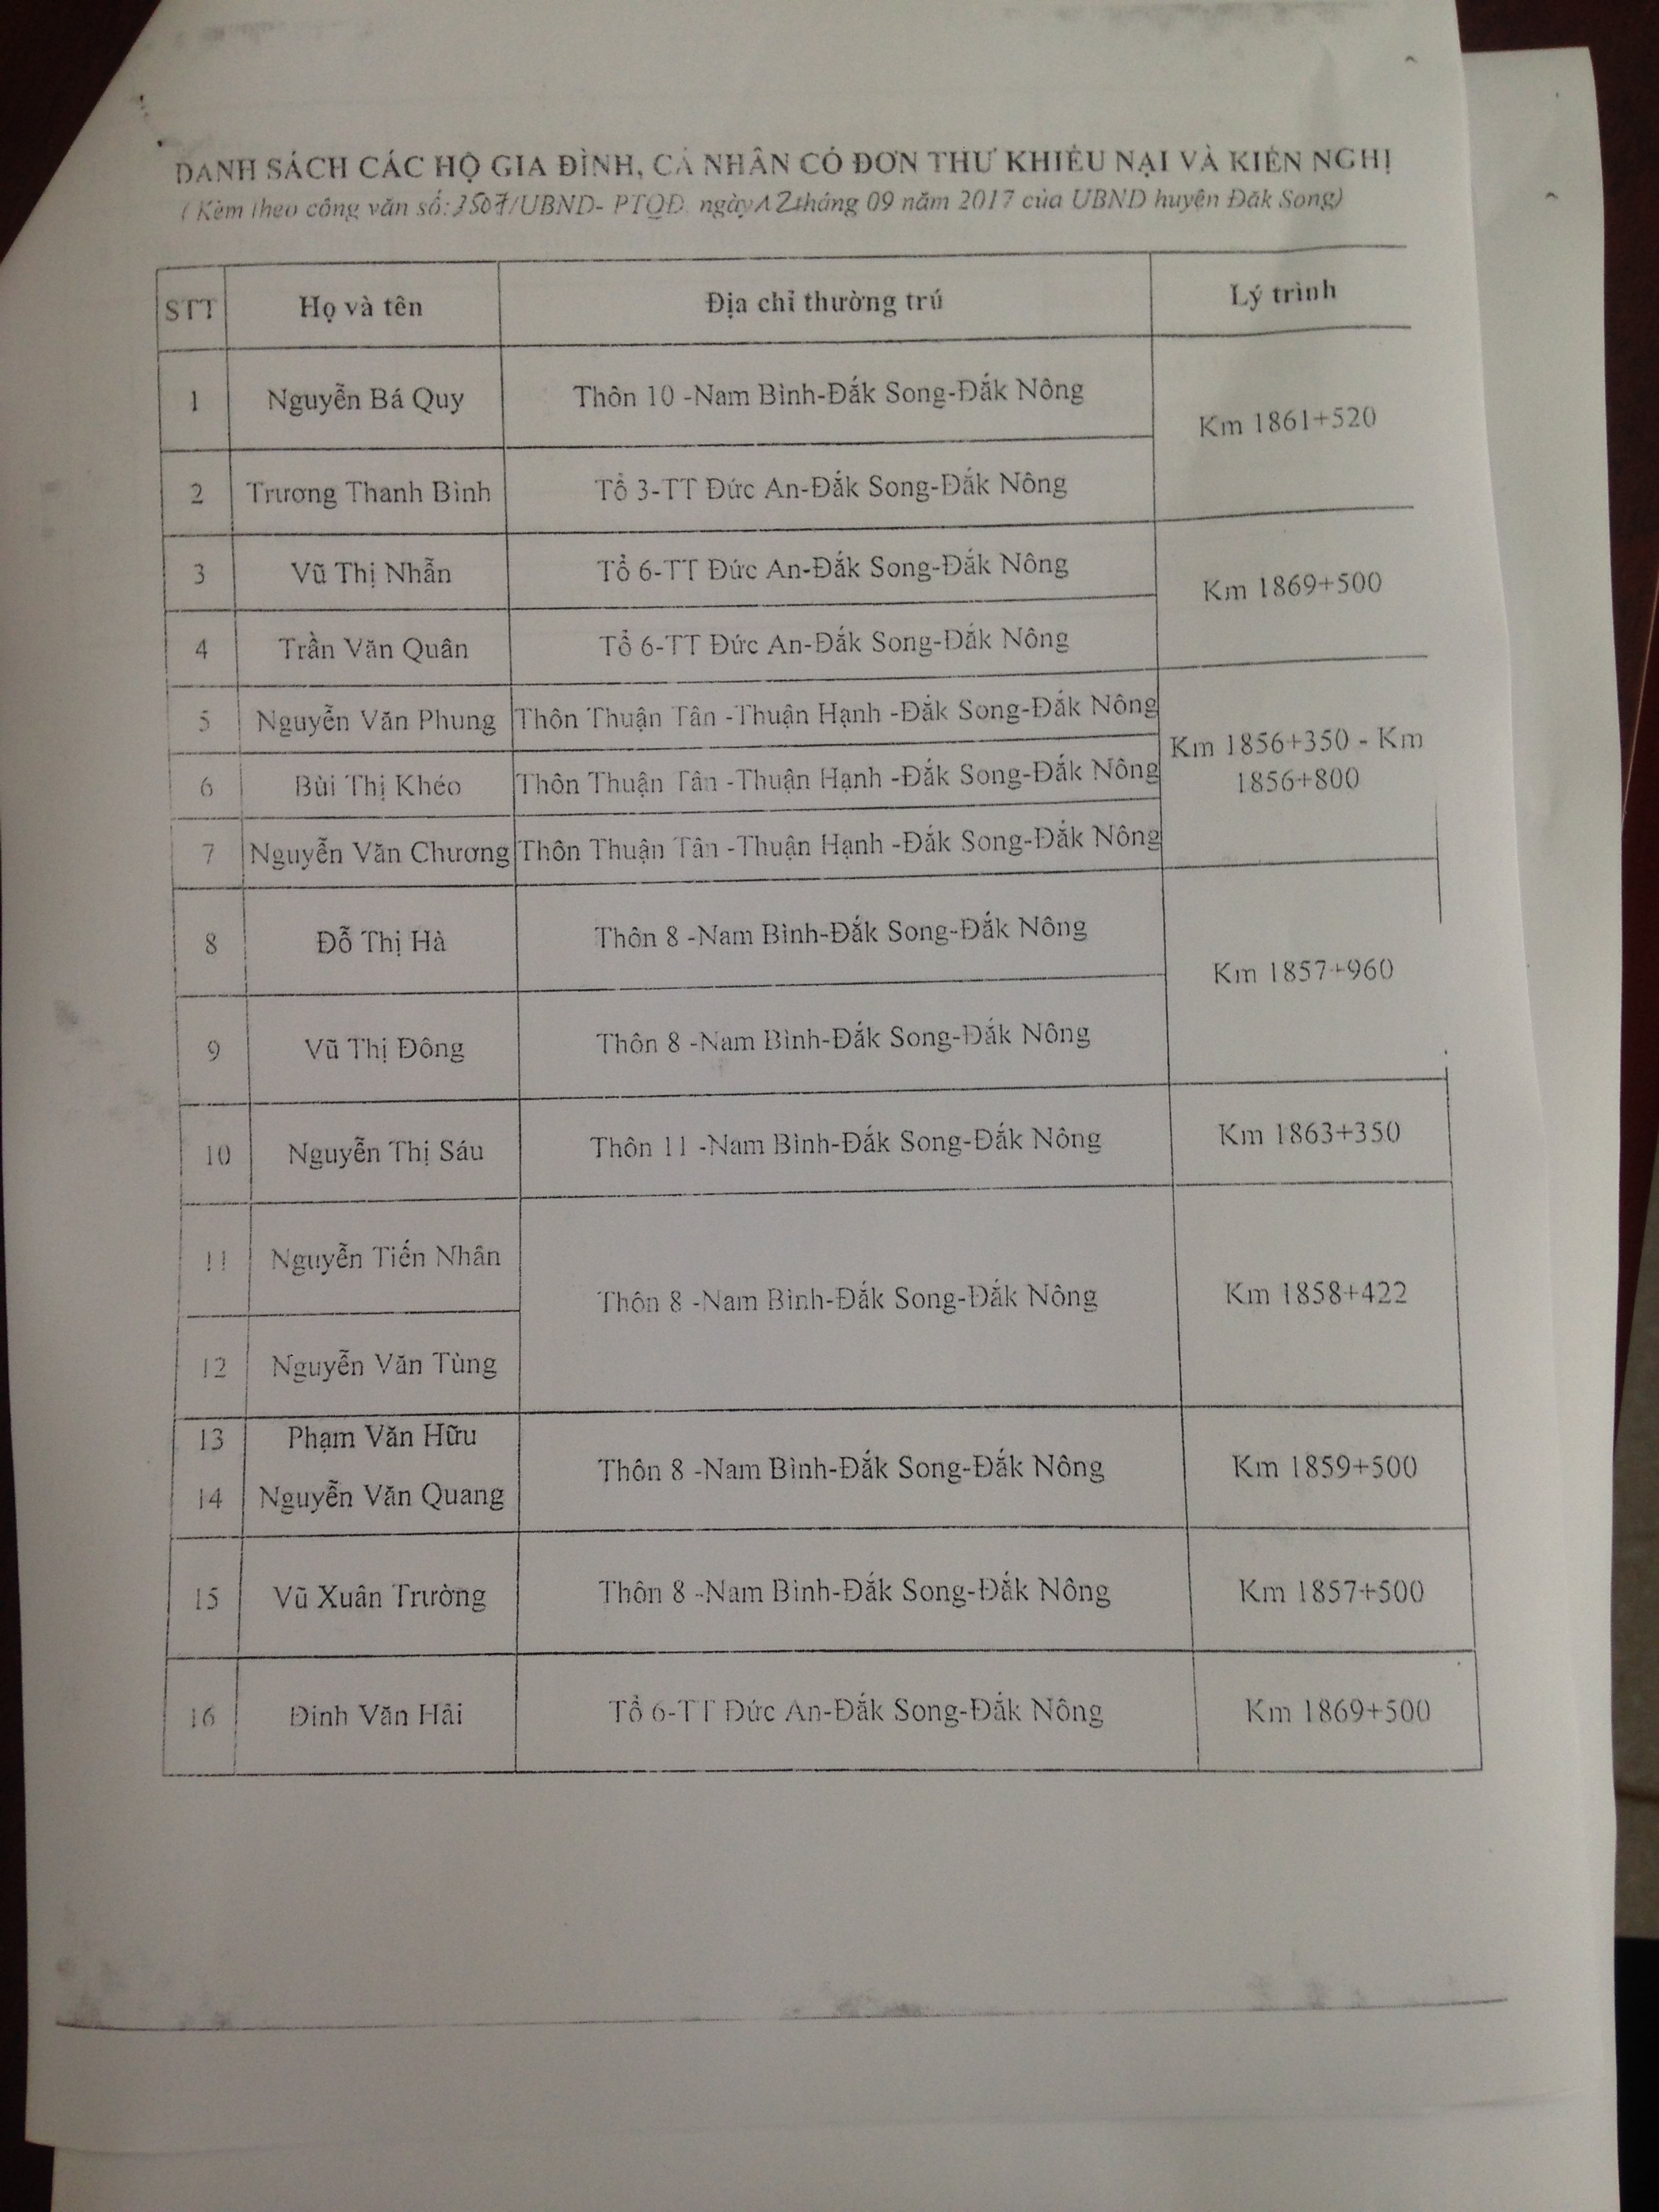 DANH SÁCH CÁC HỘ GIA ĐÌNH, CÁ NHÂN CÓ ĐƠN THƯ KHIẾU NẠI VÀ KIẾN NGHỊ
(Kèm theo công văn số: /UBND- PTQĐ, ngày 12 tháng 09 năm 2017 của UBND huyện Đăk Song)
STT Họ và tên Địa chỉ thường trú Lý trình
1 Nguyễn Bá Quy Thôn 10 -Nam Bình-Đắk Song-Đắk Nông
Km 1861+520
2 Trương Thanh Bình Tổ 3-TT Đức An-Đắk Song-Đắk Nông
3 Vũ Thị Nhẫn Tổ 6-TT Đức An-Đắk Song-Đắk Nông
Km 1869+500
4 Trần Văn Quân Tổ 6-TT Đức An-Đắk Song-Đắk Nông
5 Nguyễn Văn Phung Thôn Thuận Tân -Thuận Hạnh -Đắk Song-Đắk Nông
Km 1856+350 - Km
6 Bùi Thị Khéo Thôn Thuận Tân -Thuận Hạnh -Đắk Song-Đắk Nông
1856+800
7 Nguyễn Văn Chương Thôn Thuận Tân -Thuận Hạnh -Đắk Song-Đắk Nông
8 Đỗ Thị Hà Thôn 8 -Nam Bình-Đắk Song-Đắk Nông
Km 1857+960
9 Vũ Thị Đông Thôn 8 -Nam Bình-Đắk Song-Đắk Nông
10 Nguyễn Thị Sáu Thôn 11 -Nam Bình-Đắk Song-Đắk Nông Km 1863+350
11 Nguyễn Tiến Nhân
Thôn 8 -Nam Bình-Đắk Song-Đắk Nông Km 1858+422
12 Nguyễn Văn Tùng
13 Phạm Văn Hữu
Thôn 8 -Nam Bình-Đắk Song-Đắk Nông Km 1859+500
14 Nguyễn Văn Quang
15 Vũ Xuân Trường Thôn 8 -Nam Bình-Đắk Song-Đắk Nông Km 1857+500
16 Đinh Văn Hải Tổ 6-TT Đức An-Đắk Song-Đắk Nông Km 1869+500